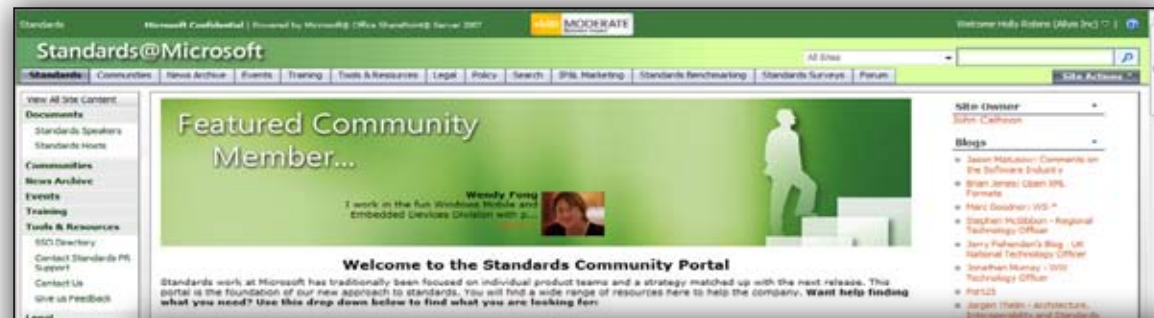 Standards
Microsoft Confidential | Powered by Microsoft® Office SharePoint® Server 2007
MODERATE
Welcome Holly Robins (Allyis Inc)
Standards@Microsoft
All Sites
Standards Communities News Archive Events Training Tools & Resources Legal Policy Search Standards Benchmarking Standards Surveys Forum
Site Actions
View All Site Content
Documents
Standards Speakers
Standards Hosts
Communities
News Archive
Events
Training
Tools & Resources
SSO Directory
Contact Standards PR
Support
Contact Us
Give us Feedback
Legal
Featured Community
Member...
Wendy Fong
I work in the fun Windows Mobile and
Embedded Devices Division with p...
Welcome to the Standards Community Portal
Standards work at Microsoft has traditionally been focused on individual product teams and a strategy matched up with the next release. This
portal is the foundation of our new approach to standards. You will find a wide range of resources here to help the company. Want help finding
what you need? Use this drop down below to find what you are looking for:
Site Owner
John Calhoon
Blogs
Jason Matusow: Comments on
the Software Industry
Brian Jones: Open XML
Formats
Marc Goodner: WS-*
Stephen McGibbon - Regional
Technology Officer
Jerry Fishenden's Blog - UK
National Technology Officer
Jonathan Murray - WW
Technology Officer
Port25
Jorgen Thelin - Architecture,
Interoperability and Standards